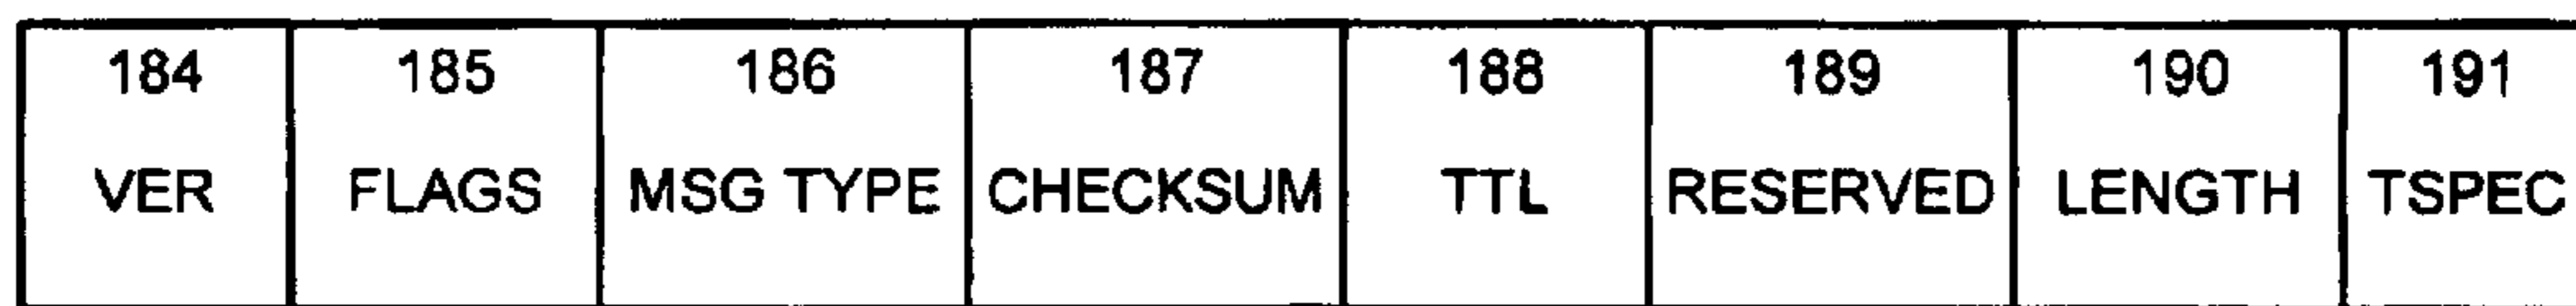 184 185 186 187 188 189 190 191
VER FLAGS MSG TYPE CHECKSUM TTL RESERVED LENGTH TSPEC